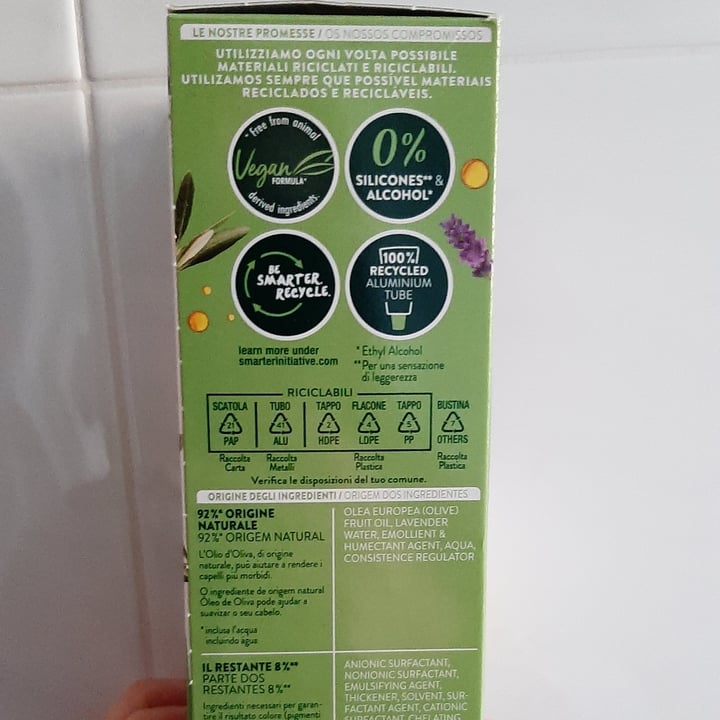 LE NOSTRE PROMESSE / OS NOSSOS COMPROMISSOS
UTILIZZIAMO OGNI VOLTA POSSIBILE
MATERIALI RICICLATI E RICICLABILI.
UTILIZAMOS SEMPRE QUE POSSÍVEL MATERIAIS
RECICLADOS E RECICLÁVEIS.
* Free from animal
Vegan
FORMULA*
derived ingredients.
0%
SILICONES** &
ALCOHOL*
BE
SMARTER.
RECYCLE.
100%
RECYCLED
ALUMINIUM
TUBE
learn more under
smarterinitiative.com
* Ethyl Alcohol
**Per una sensazione
di leggerezza
RICICLABILI
SCATOLA TUBO TAPPO FLACONE TAPPO BUSTINA
21 41 2 4 5 7
PAP ALU HDPE LDPE PP OTHERS
Raccolta Raccolta Raccolta Raccolta
Carta Metalli Plastica Plastica
Verifica le disposizioni del tuo comune.
ORIGINE DEGLI INGREDIENTI / ORIGEM DOS INGREDIENTES
92%* ORIGINE
NATURALE
92%* ORIGEM NATURAL
L'Olio d'Oliva, di origine
naturale, può aiutare a rendere i
capelli più morbidi.
O ingrediente de origem natural
Óleo de Oliva pode ajudar a
suavizar o seu cabelo.
* inclusa l'acqua
incluindo água
OLEA EUROPEA (OLIVE)
FRUIT OIL, LAVENDER
WATER, EMOLLIENT &
HUMECTANT AGENT, AQUA,
CONSISTENCE REGULATOR
IL RESTANTE 8%**
PARTE DOS
RESTANTES 8%**
Ingredienti necessari per garan-
tire il risultato colore (pigmenti
ANIONIC SURFACTANT,
NONIONIC SURFACTANT,
EMULSIFYING AGENT,
THICKENER, SOLVENT, SUR-
FACTANT AGENT, CATIONIC
SURFACTANT, CHELATING